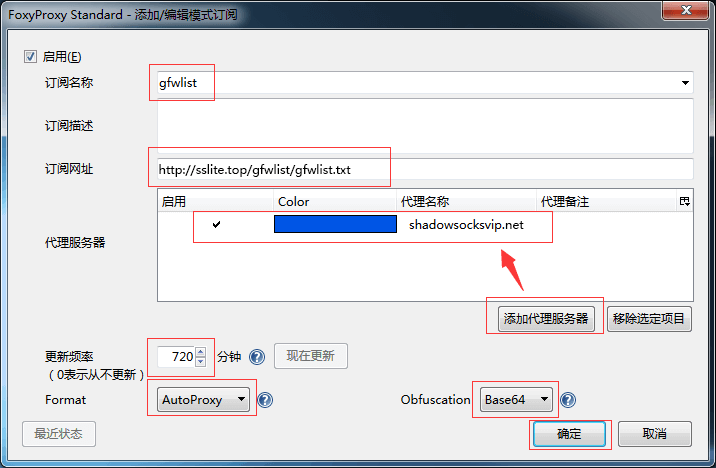 FoxyProxy Standard - 添加/编辑模式订阅
启用(E)
订阅名称
gfwlist
订阅描述
订阅网址
http://sslite.top/gfwlist/gfwlist.txt
启用 Color 代理名称 代理备注
代理服务器
shadowsocksvip.net
添加代理服务器 移除选定项目
更新频率 720 分钟 ? 现在更新
（0表示从不更新）
Format AutoProxy ? Obfuscation Base64 ?
最近状态 确定 取消